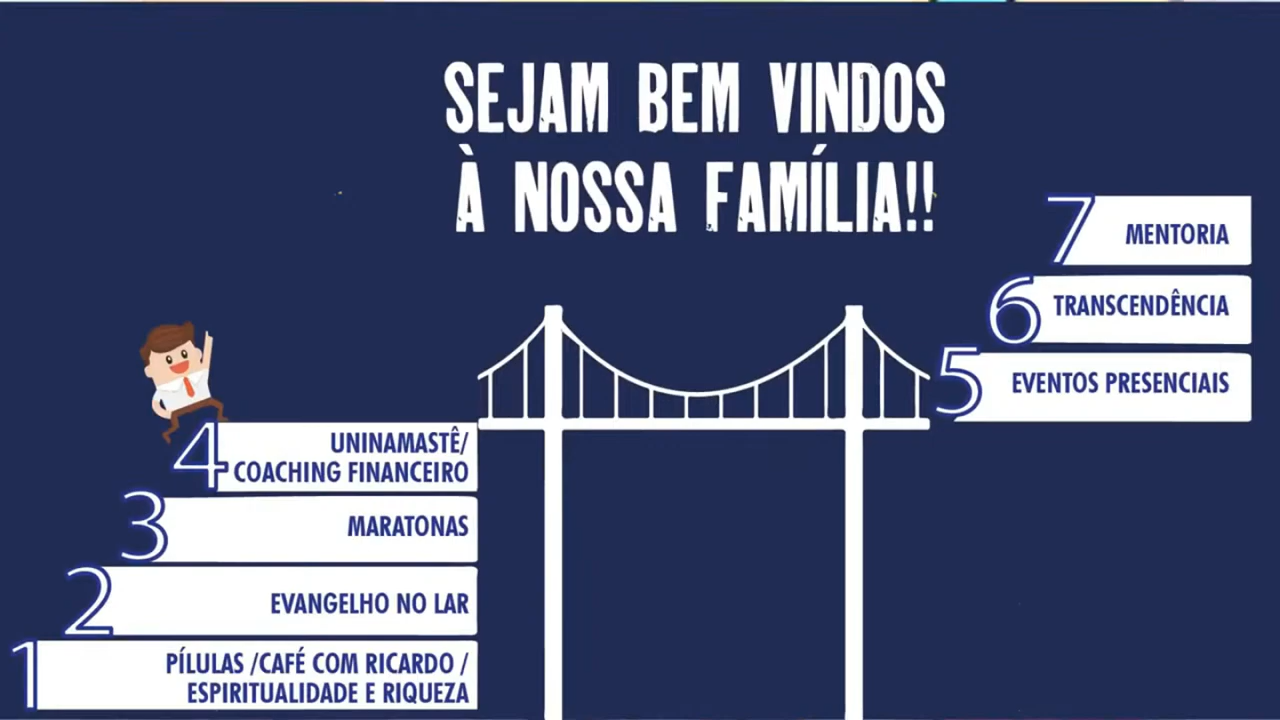 SEJAM BEM VINDOS
À NOSSA FAMÍLIA!!
7 MENTORIA
6 TRANSCENDÊNCIA
5 EVENTOS PRESENCIAIS
4 UNINAMASTÊ/
COACHING FINANCEIRO
3 MARATONAS
2 EVANGELHO NO LAR
1 PÍLULAS /CAFÉ COM RICARDO /
ESPIRITUALIDADE E RIQUEZA